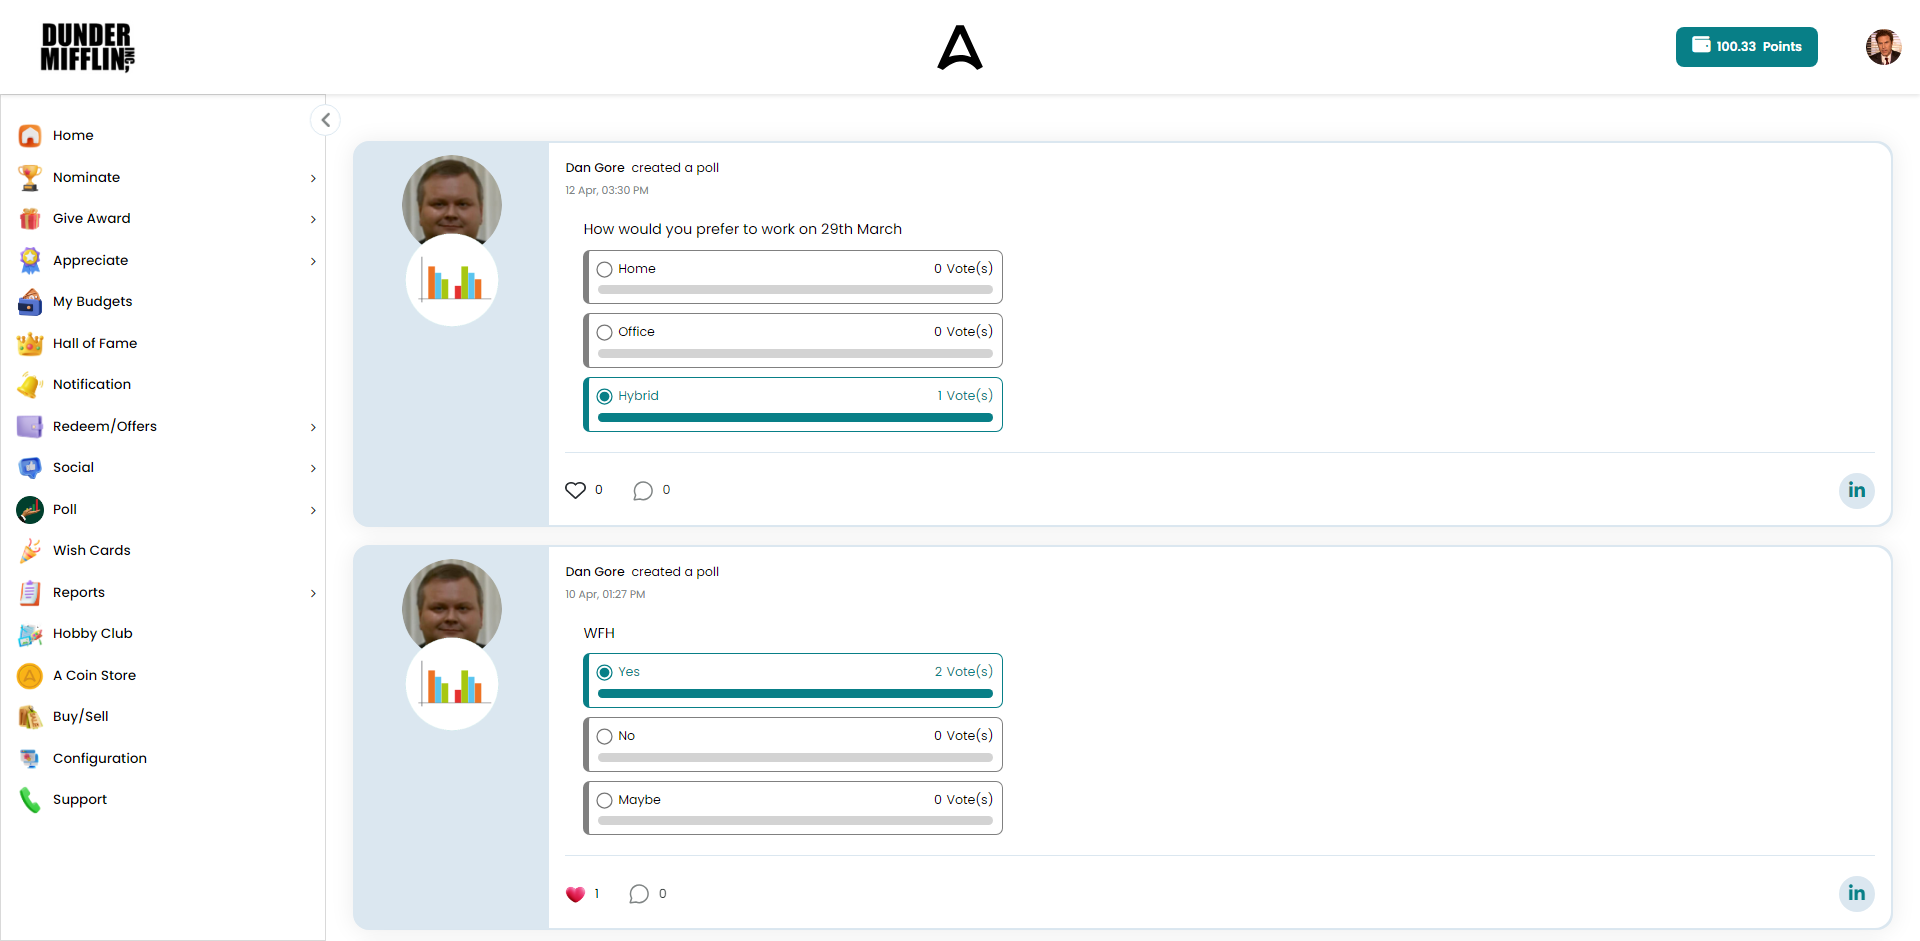 DUNDER
MIFFLIN INC,
100.33 Points
Home
Nominate
Give Award
Appreciate
My Budgets
Hall of Fame
Notification
Redeem/Offers
Social
Poll
Wish Cards
Reports
Hobby Club
A Coin Store
Buy/Sell
Configuration
Support
Dan Gore created a poll
12 Apr, 03:30 PM
How would you prefer to work on 29th March
Home 0 Vote(s)
Office 0 Vote(s)
Hybrid 1 Vote(s)
0 0
in
Dan Gore created a poll
10 Apr, 01:27 PM
WFH
Yes 2 Vote(s)
No 0 Vote(s)
Maybe 0 Vote(s)
1 0
in